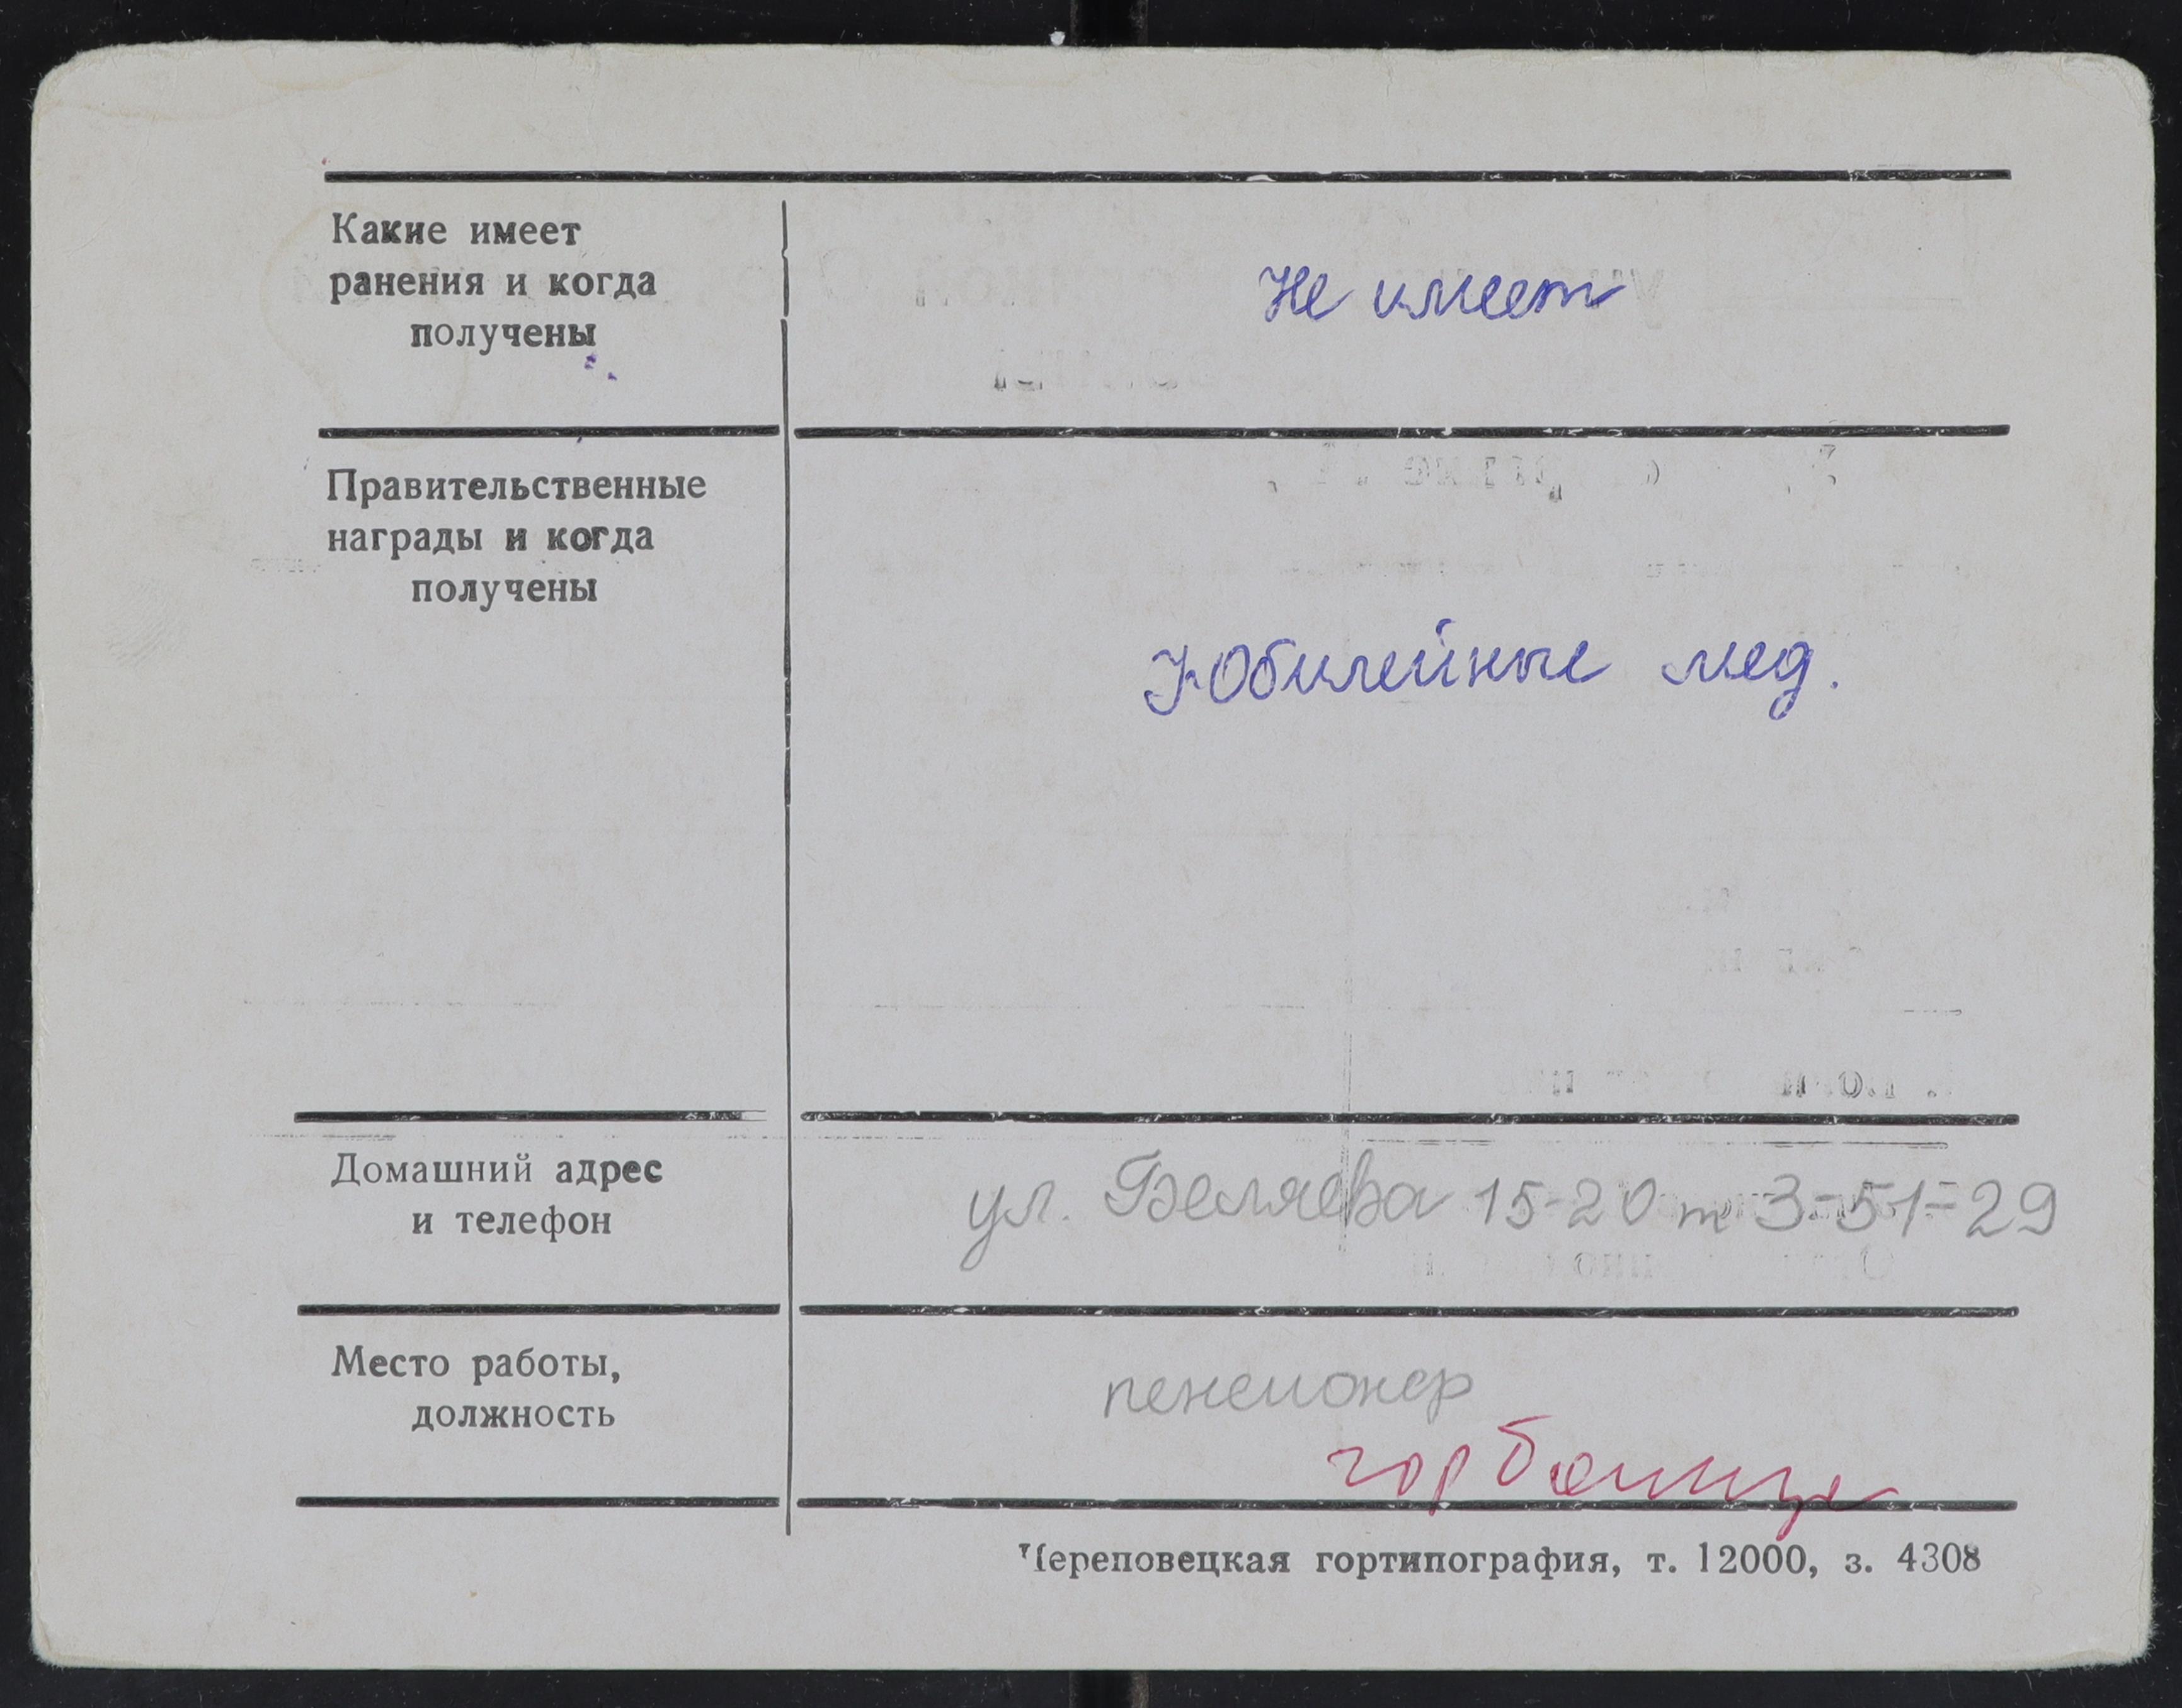 Какие имеет
ранения и когда
получены
Не имеет
Правительственные
награды и когда
получены
Юбилейные мед.
Домашний адрес
и телефон
ул. Беляева 15-20 т 3-51-29
Место работы,
должность
пенсионер
горбольница
Череповецкая гортипография, т. 12000, з. 4308